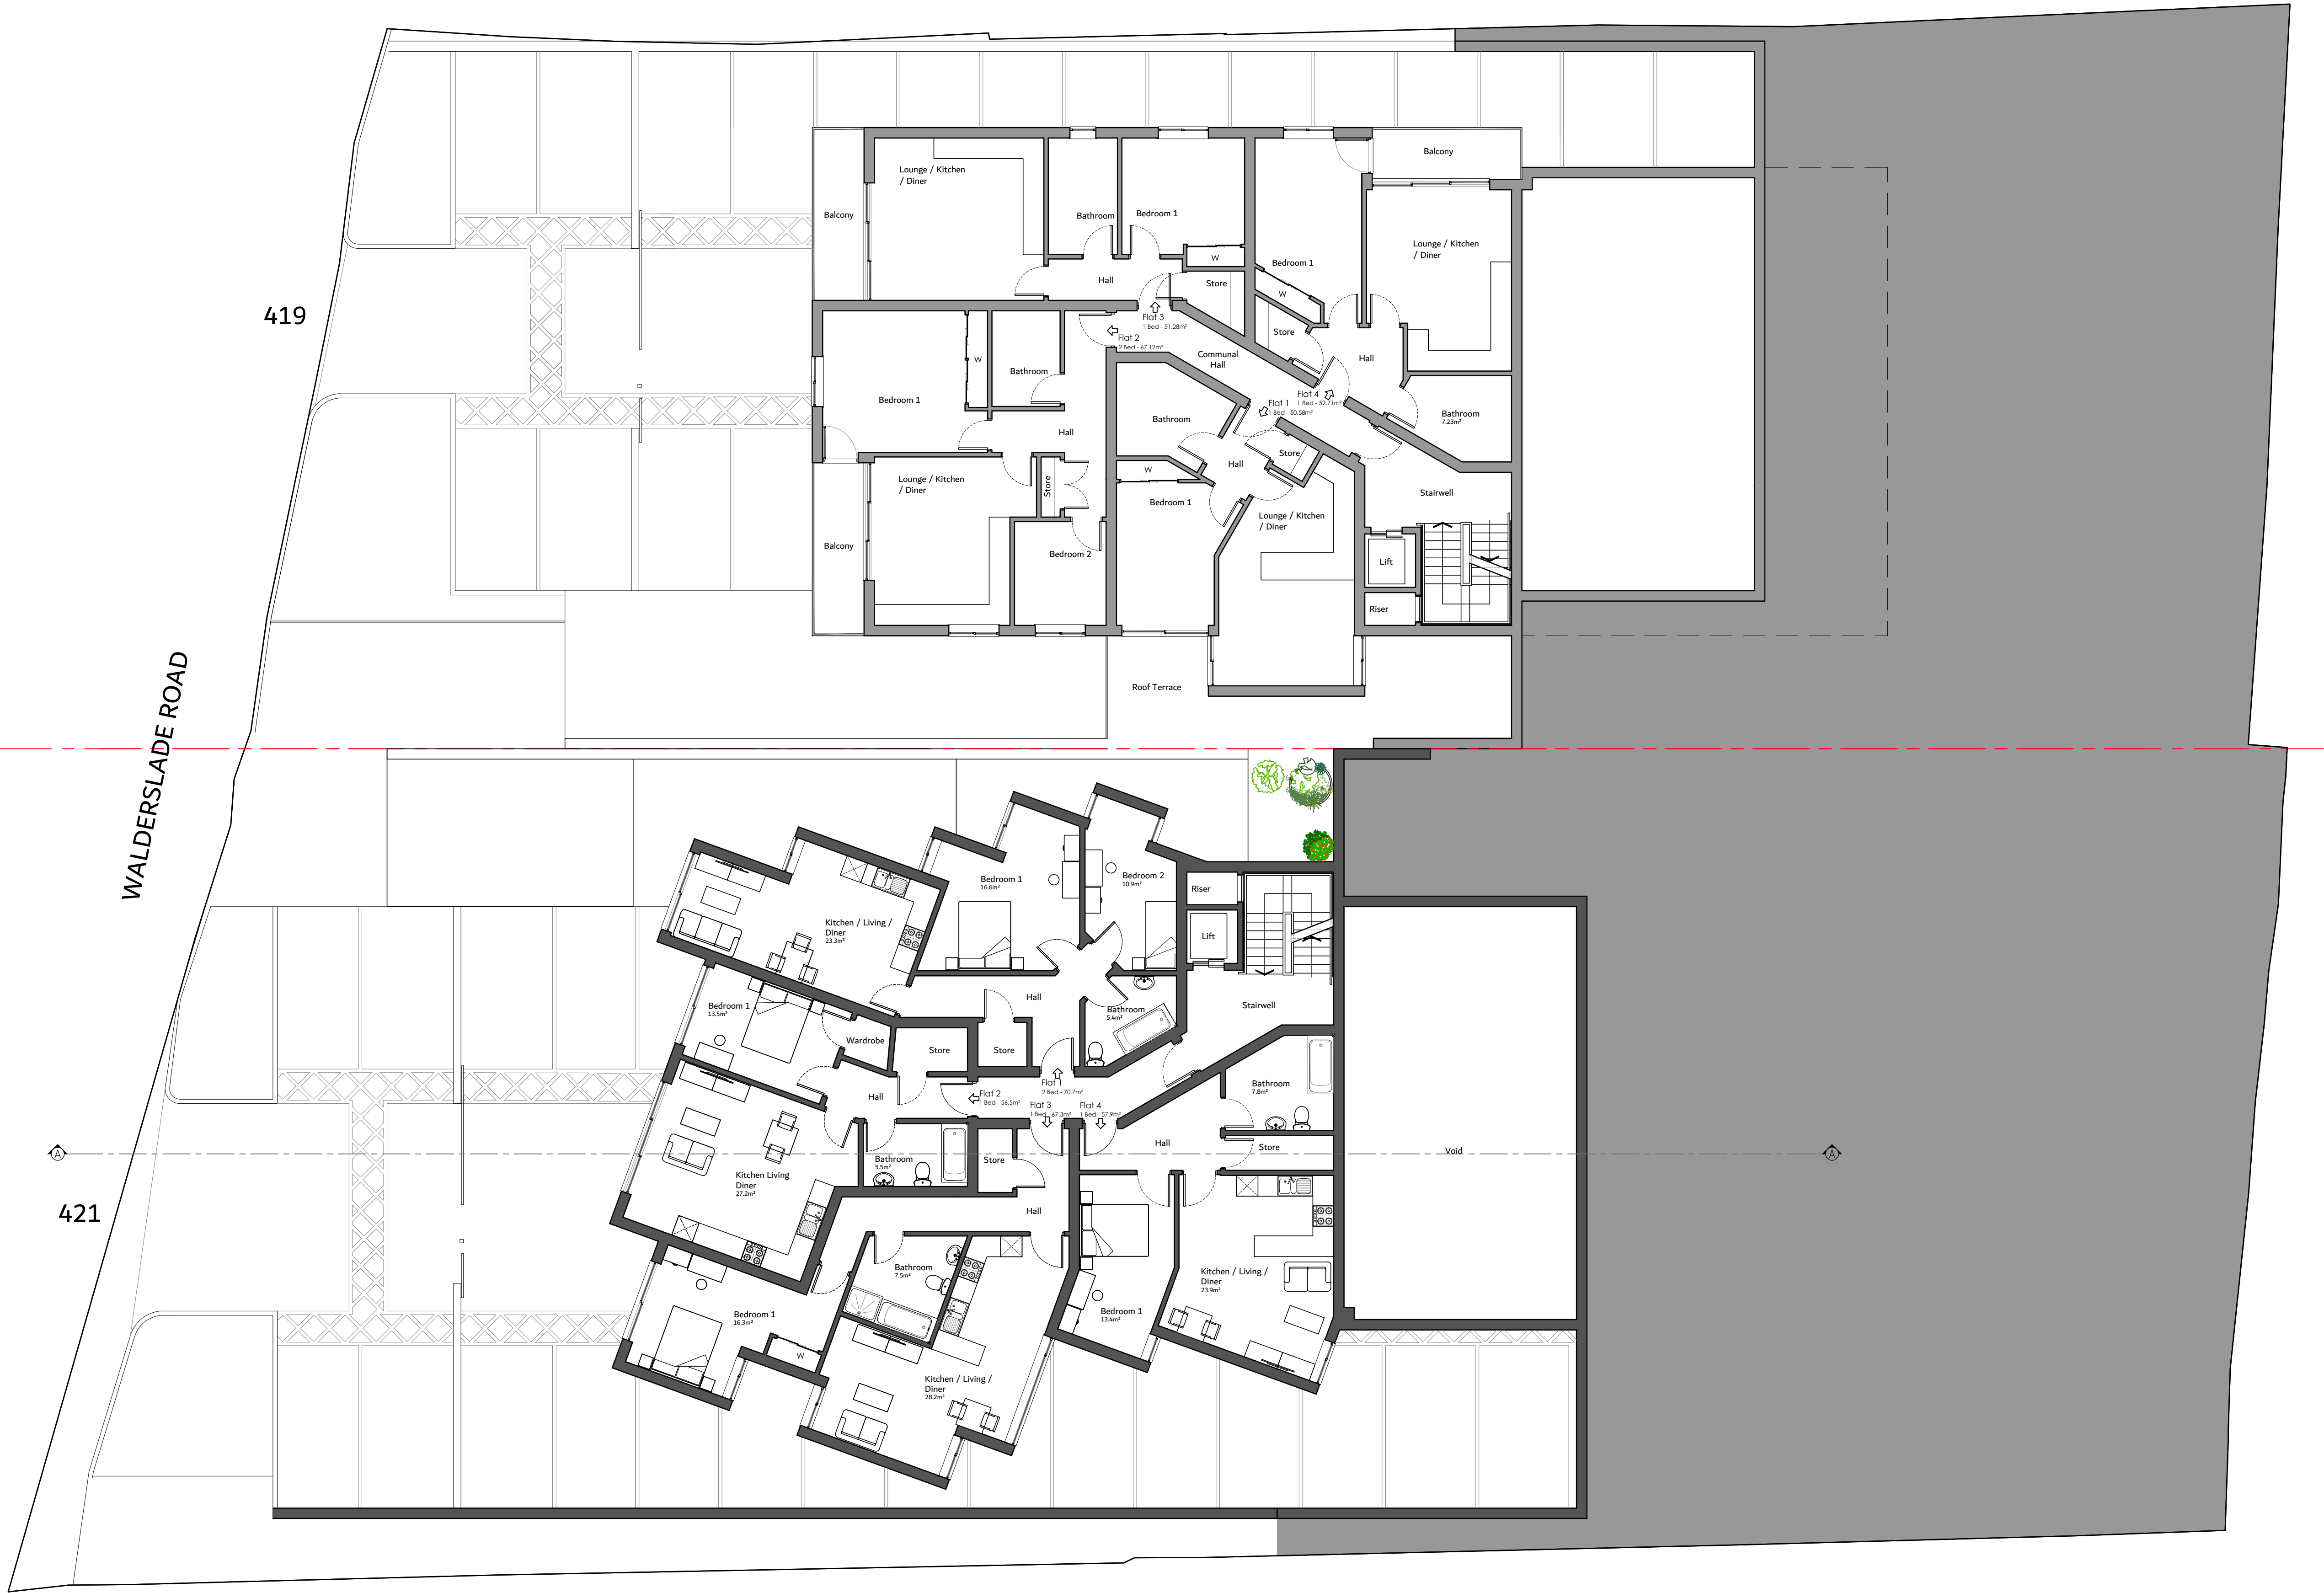 Balcony
Lounge / Kitchen
/ Diner
Balcony
Bathroom
Bedroom 1
Lounge / Kitchen
/ Diner
W
Bedroom 1
Hall
Store
W
419
Flat 3
1 Bed - 51.28m²
Flat 2
2 Bed - 67.12m²
Store
Communal
Hall
Hall
W
Bathroom
Bedroom 1
Flat 4
1 Bed - 52.71m²
Flat 1
1 Bed - 50.58m²
Bathroom
Bathroom
7.23m²
Hall
Store
Hall
W
Lounge / Kitchen
/ Diner
Store
Bedroom 1
Stairwell
Lounge / Kitchen
/ Diner
Balcony
Bedroom 2
Lift
Riser
Roof Terrace
WALDERSLADE ROAD
Bedroom 1
16.6m²
Bedroom 2
10.9m²
Riser
Kitchen / Living /
Diner
23.3m²
Lift
Hall
Bedroom 1
13.5m²
Bathroom
5.4m²
Stairwell
Wardrobe
Store
Store
Flat 1
2 Bed - 70.7m²
Hall
Flat 2
1 Bed - 56.5m²
Flat 3
1 Bed - 67.3m²
Flat 4
1 Bed - 57.9m²
Bathroom
7.8m²
Hall
Store
Void
A
A
Bathroom
5.5m²
Store
Kitchen Living
Diner
27.2m²
421
Hall
Bathroom
7.5m²
Kitchen / Living /
Diner
23.9m²
Bedroom 1
16.3m²
Bedroom 1
13.4m²
W
Kitchen / Living /
Diner
28.2m²